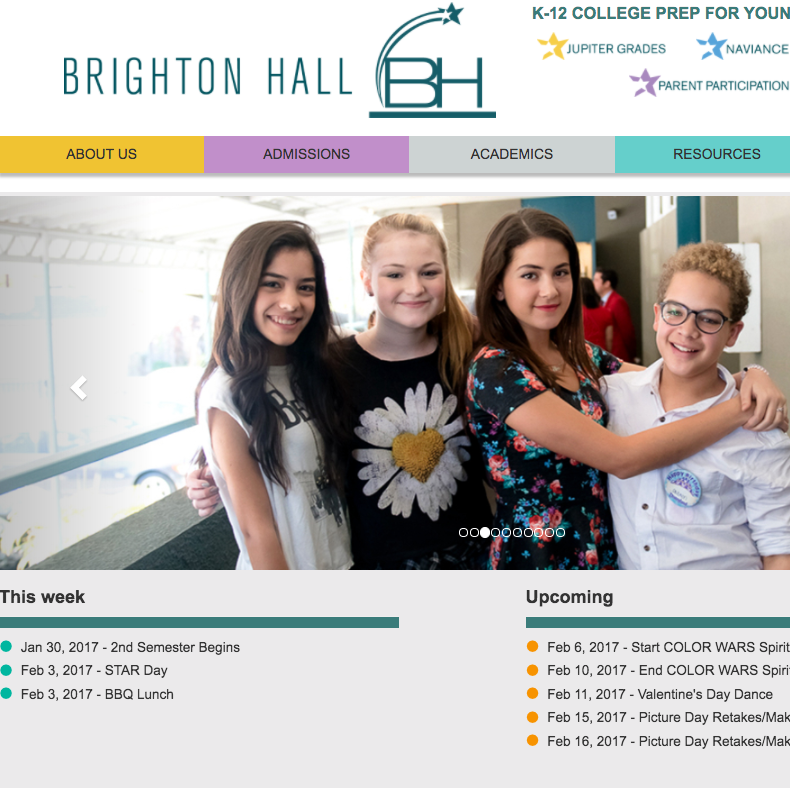 K-12 COLLEGE PREP FOR YOUN
BRIGHTON HALL
BH
JUPITER GRADES
NAVIANCE
PARENT PARTICIPATION
ABOUT US
ADMISSIONS
ACADEMICS
RESOURCES
This week
Jan 30, 2017 - 2nd Semester Begins
Feb 3, 2017 - STAR Day
Feb 3, 2017 - BBQ Lunch
Upcoming
Feb 6, 2017 - Start COLOR WARS Spirit
Feb 10, 2017 - End COLOR WARS Spiri
Feb 11, 2017 - Valentine's Day Dance
Feb 15, 2017 - Picture Day Retakes/Mak
Feb 16, 2017 - Picture Day Retakes/Mak